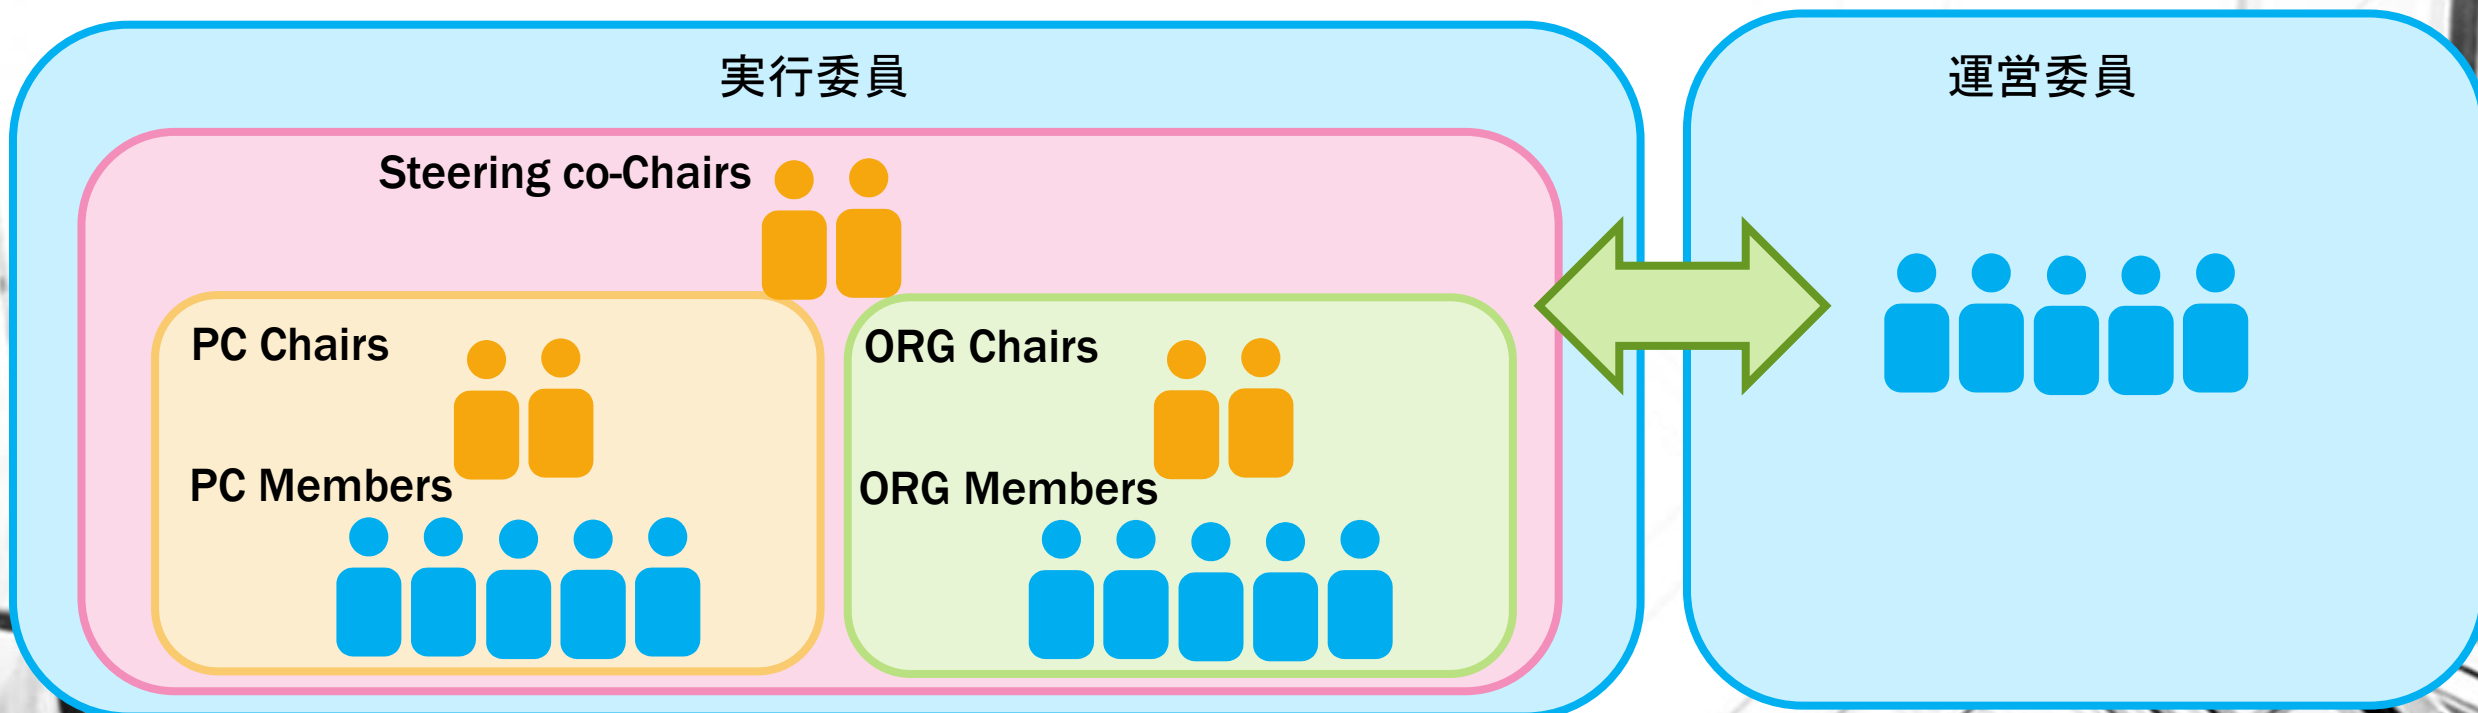 実行委員
Steering co-Chairs
PC Chairs
PC Members
ORG Chairs
ORG Members
運営委員